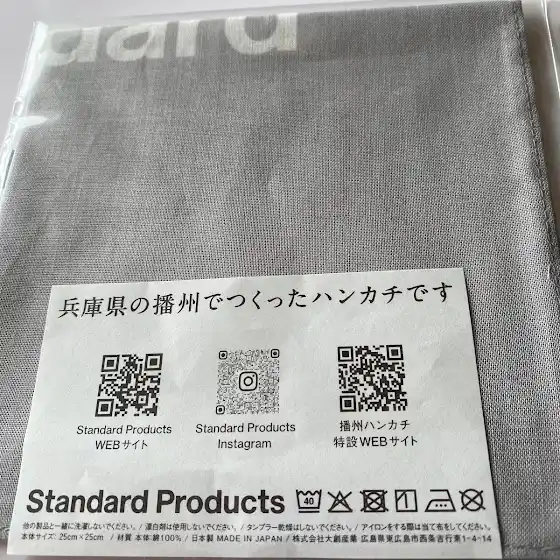 dard
兵庫県の播州でつくったハンカチです
Standard Products
WEBサイト
Standard Products
Instagram
播州ハンカチ
特設WEBサイト
Standard Products
40
他の製品と一緒に洗濯しないでください。/ 漂白剤は使用しないでください。/ タンブラー乾燥はしないでください。/ アイロンをする際は当て布をしてください。
本体サイズ:25cm×25cm / 材質 本体:綿100% / 日本製 MADE IN JAPAN / 株式会社大創産業 広島県東広島市西条吉行東1-4-14